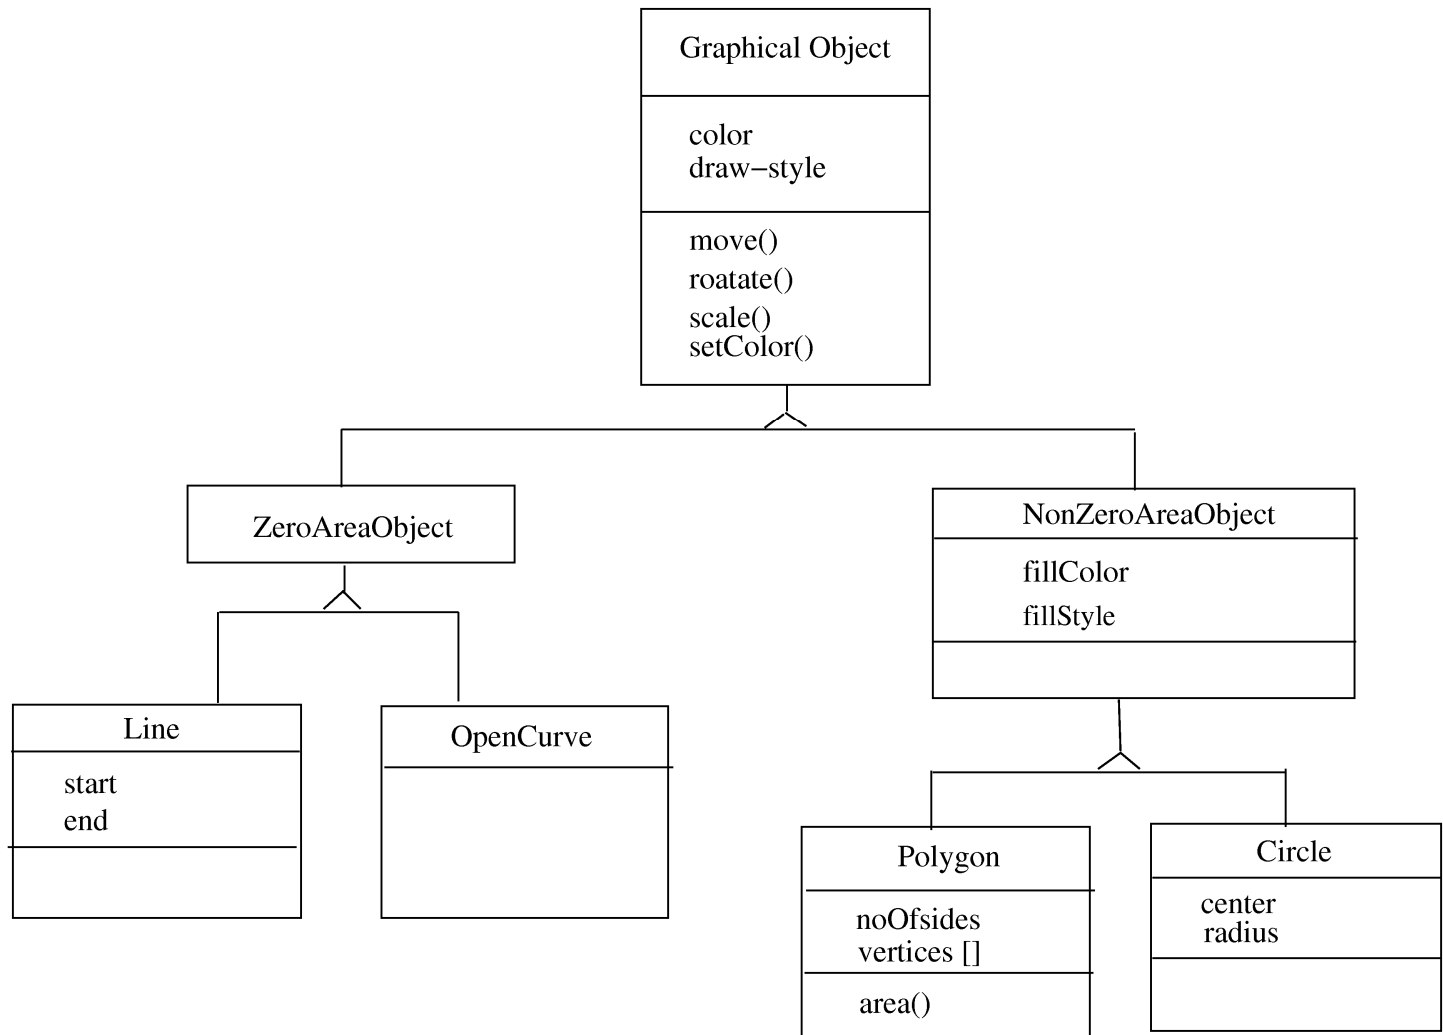 Graphical Object
color
draw–style
move()
roatate()
scale()
setColor()
ZeroAreaObject
NonZeroAreaObject
fillColor
fillStyle
Line
start
end
OpenCurve
Polygon
noOfsides
vertices []
area()
Circle
center
radius